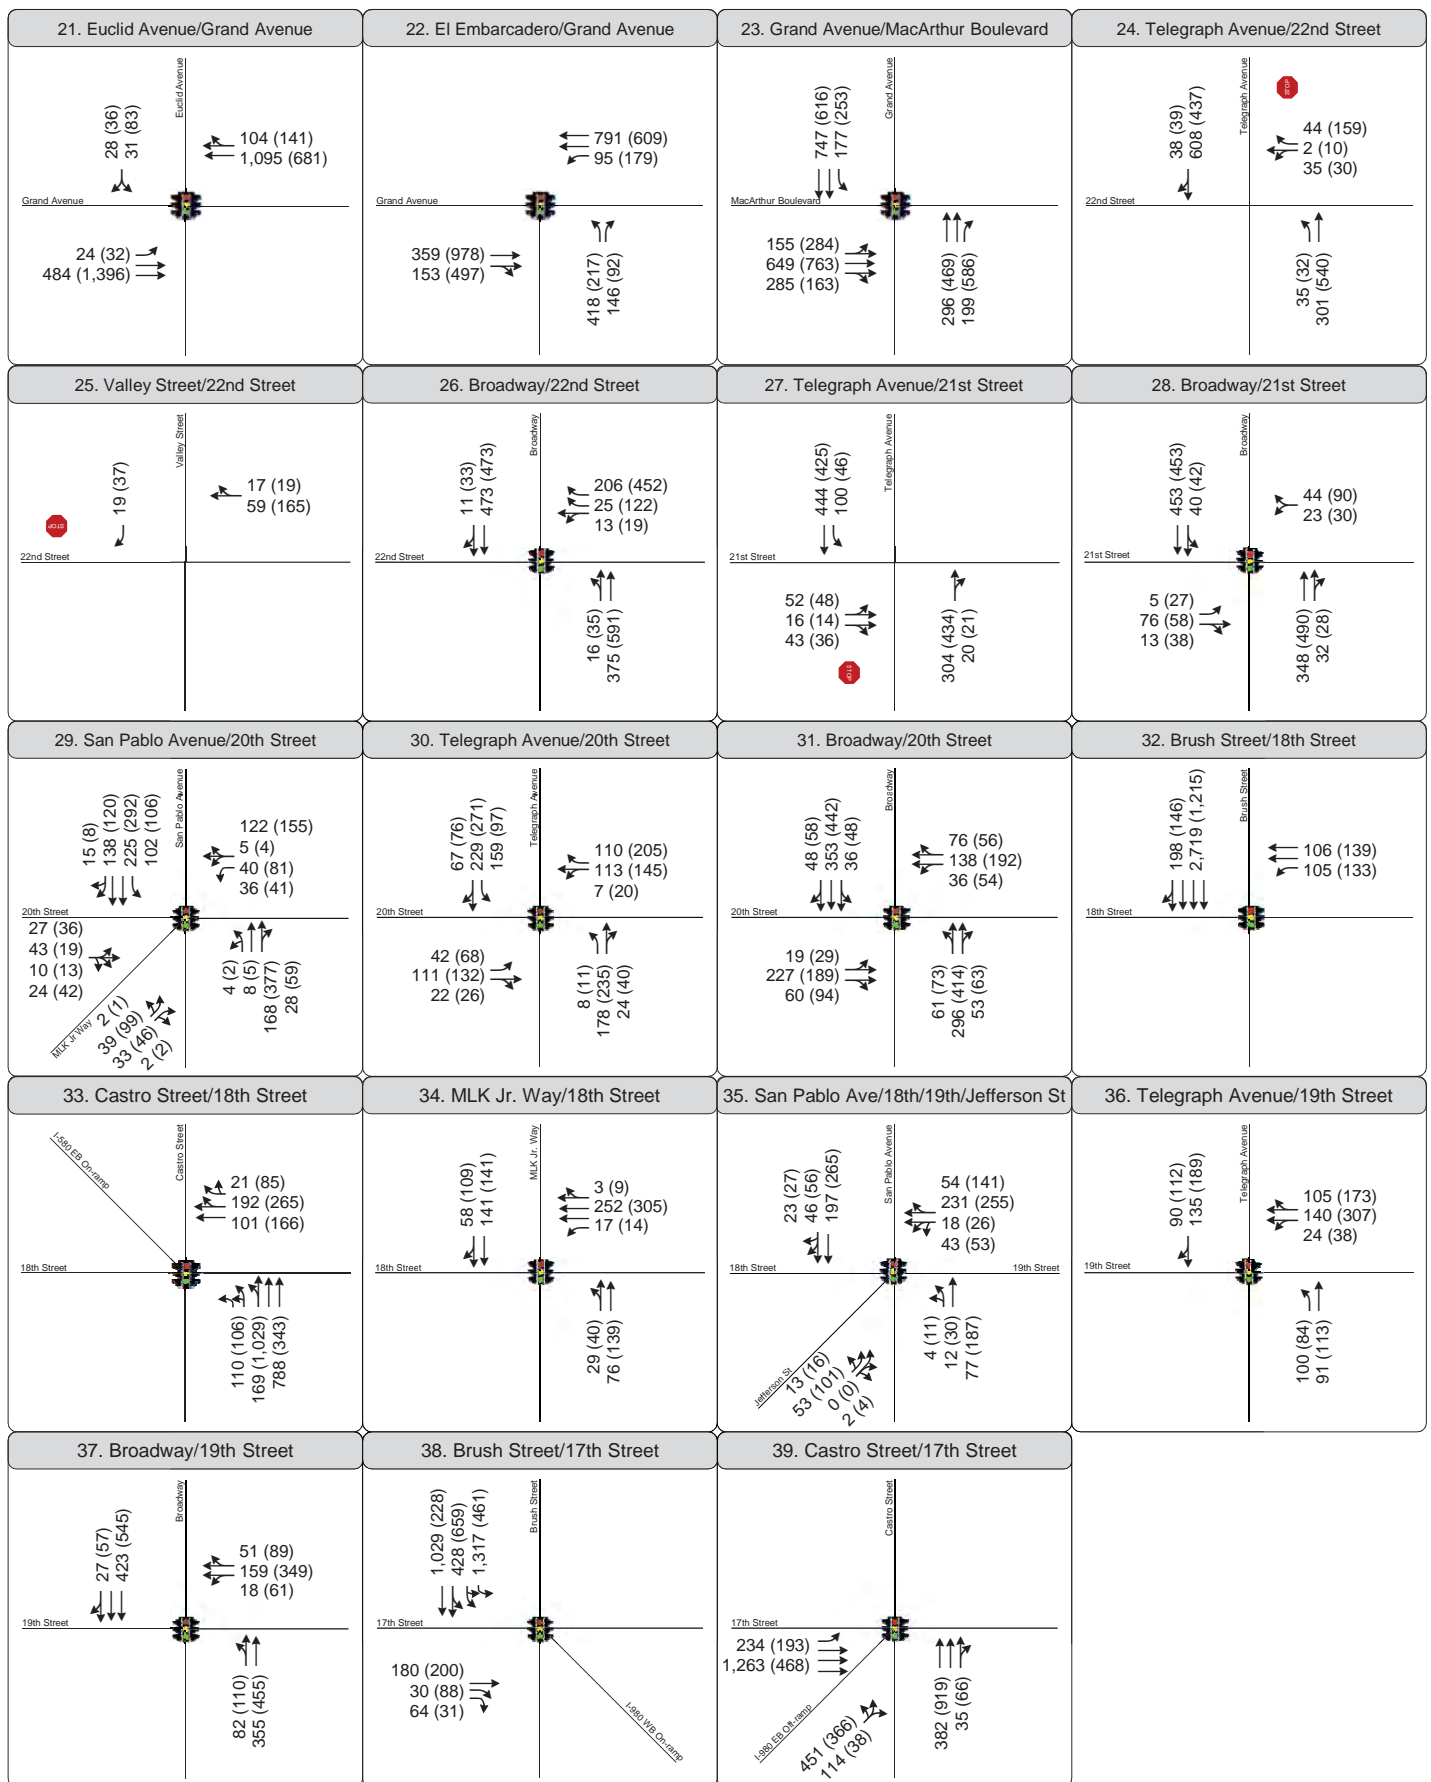 21. Euclid Avenue/Grand Avenue
Euclid Avenue
28 (36)
31 (83)
104 (141)
1,095 (681)
Grand Avenue
24 (32)
484 (1,396)
22. El Embarcadero/Grand Avenue
791 (609)
95 (179)
Grand Avenue
359 (978)
153 (497)
418 (217)
146 (92)
23. Grand Avenue/MacArthur Boulevard
Grand Avenue
747 (616)
177 (253)
MacArthur Boulevard
155 (284)
649 (763)
285 (163)
296 (469)
199 (586)
24. Telegraph Avenue/22nd Street
Telegraph Avenue
STOP
38 (39)
608 (437)
44 (159)
2 (10)
35 (30)
22nd Street
35 (32)
301 (540)
25. Valley Street/22nd Street
Valley Street
19 (37)
17 (19)
59 (165)
STOP
22nd Street
26. Broadway/22nd Street
Broadway
11 (33)
473 (473)
206 (452)
25 (122)
13 (19)
22nd Street
16 (35)
375 (591)
27. Telegraph Avenue/21st Street
Telegraph Avenue
444 (425)
100 (46)
21st Street
52 (48)
16 (14)
43 (36)
STOP
304 (434)
20 (21)
28. Broadway/21st Street
Broadway
453 (453)
40 (42)
44 (90)
23 (30)
21st Street
5 (27)
76 (58)
13 (38)
348 (490)
32 (28)
29. San Pablo Avenue/20th Street
San Pablo Avenue
15 (8)
138 (120)
225 (292)
102 (106)
122 (155)
5 (4)
40 (81)
36 (41)
20th Street
27 (36)
43 (19)
10 (13)
24 (42)
MLK Jr Way
2 (1)
39 (99)
33 (46)
2 (2)
4 (2)
8 (5)
168 (377)
28 (59)
30. Telegraph Avenue/20th Street
Telegraph Avenue
67 (76)
229 (271)
159 (97)
110 (205)
113 (145)
7 (20)
20th Street
42 (68)
111 (132)
22 (26)
8 (11)
178 (235)
24 (40)
31. Broadway/20th Street
Broadway
48 (58)
353 (442)
36 (48)
76 (56)
138 (192)
36 (54)
20th Street
19 (29)
227 (189)
60 (94)
61 (73)
296 (414)
53 (63)
32. Brush Street/18th Street
Brush Street
198 (146)
2,719 (1,215)
106 (139)
105 (133)
18th Street
33. Castro Street/18th Street
I-580 EB On-ramp
Castro Street
21 (85)
192 (265)
101 (166)
18th Street
110 (106)
169 (1,029)
788 (343)
34. MLK Jr. Way/18th Street
MLK Jr. Way
58 (109)
141 (141)
3 (9)
252 (305)
17 (14)
18th Street
29 (40)
76 (139)
35. San Pablo Ave/18th/19th/Jefferson St
San Pablo Avenue
23 (27)
46 (56)
197 (265)
54 (141)
231 (255)
18 (26)
43 (53)
18th Street
19th Street
Jefferson St
13 (16)
53 (101)
0 (0)
2 (4)
4 (11)
12 (30)
77 (187)
36. Telegraph Avenue/19th Street
Telegraph Avenue
90 (112)
135 (189)
105 (173)
140 (307)
24 (38)
19th Street
100 (84)
91 (113)
37. Broadway/19th Street
Broadway
27 (57)
423 (545)
51 (89)
159 (349)
18 (61)
19th Street
82 (110)
355 (455)
38. Brush Street/17th Street
Brush Street
1,029 (228)
428 (659)
1,317 (461)
17th Street
180 (200)
30 (88)
64 (31)
I-980 WB On-ramp
39. Castro Street/17th Street
Castro Street
17th Street
234 (193)
1,263 (468)
I-980 EB Off-ramp
451 (366)
114 (38)
382 (919)
35 (66)